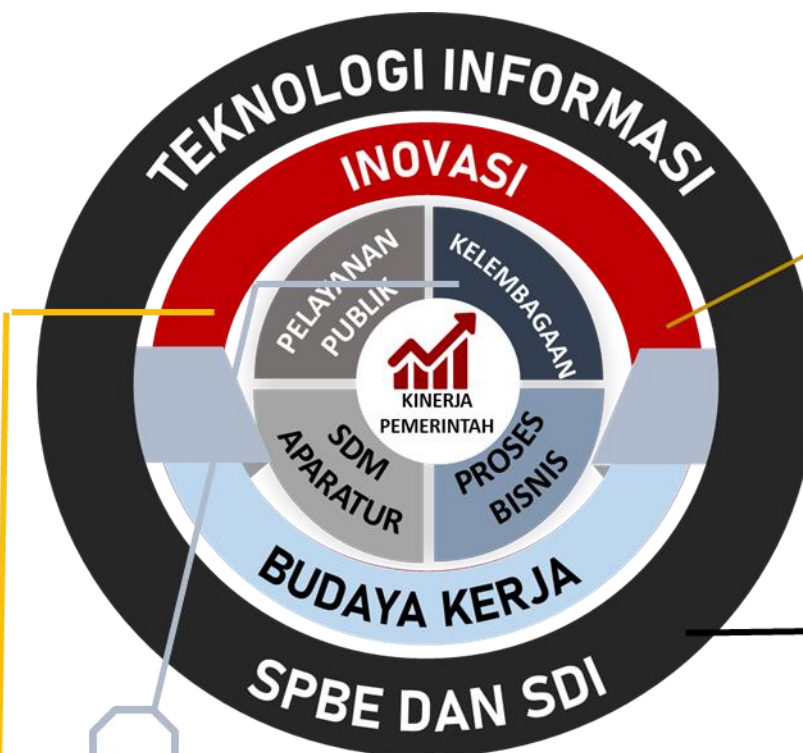 TEKNOLOGI INFORMASI
INOVASI
PELAYANAN
PUBLIK
KELEMBAGAAN
KINERJA
PEMERINTAH
SDM
APARATUR
PROSES
BISNIS
BUDAYA KERJA
SPBE DAN SDI